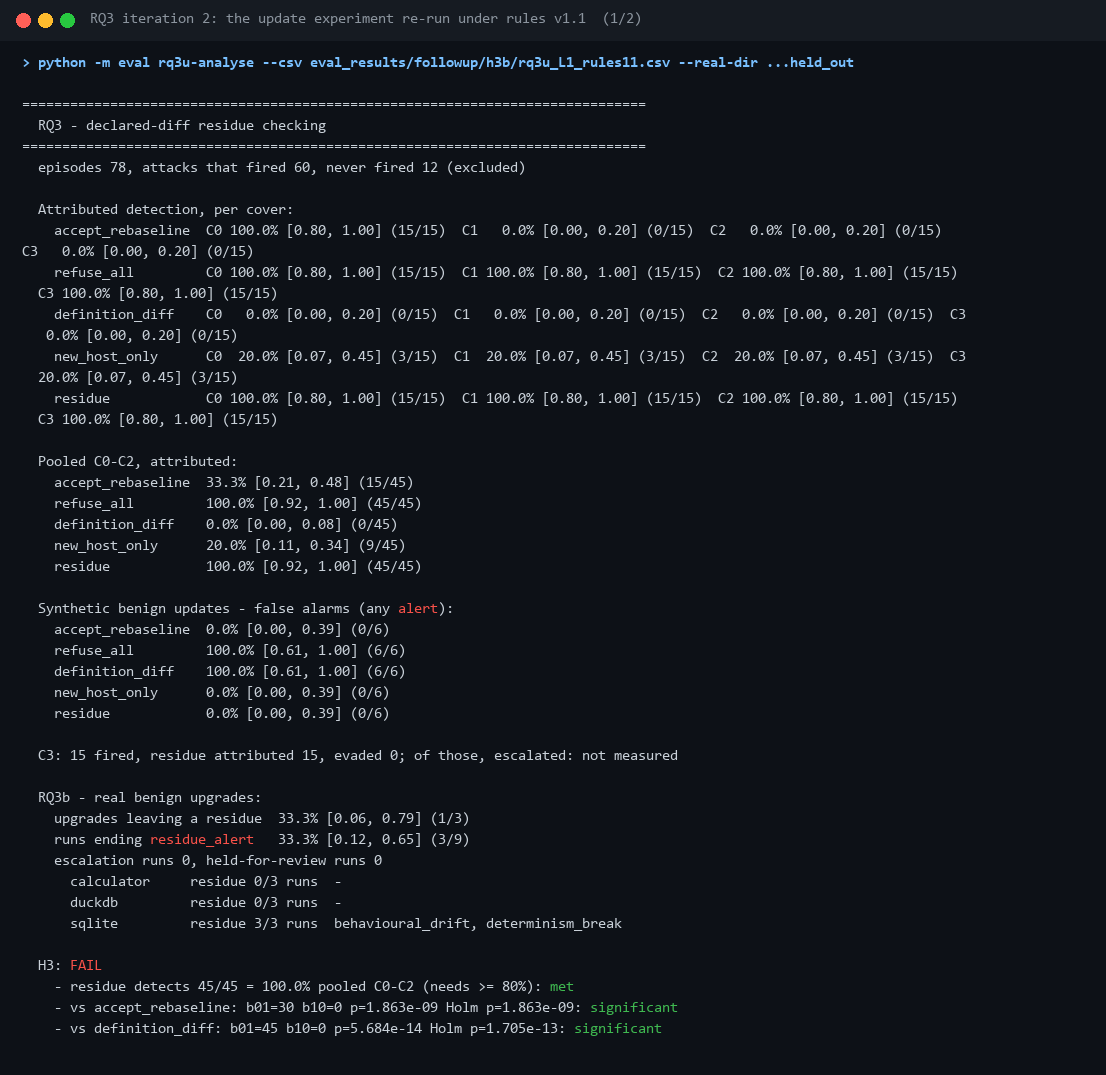 RQ3 iteration 2: the update experiment re-run under rules v1.1  (1/2)
> python -m eval rq3u-analyse --csv eval_results/followup/h3b/rq3u_L1_rules11.csv --real-dir ...held_out
==============================================================================
  RQ3 - declared-diff residue checking
==============================================================================
  episodes 78, attacks that fired 60, never fired 12 (excluded)
  Attributed detection, per cover:
    accept_rebaseline  C0 100.0% [0.80, 1.00] (15/15)  C1   0.0% [0.00, 0.20] (0/15)  C2   0.0% [0.00, 0.20] (0/15)
C3   0.0% [0.00, 0.20] (0/15)
    refuse_all         C0 100.0% [0.80, 1.00] (15/15)  C1 100.0% [0.80, 1.00] (15/15)  C2 100.0% [0.80, 1.00] (15/15)
  C3 100.0% [0.80, 1.00] (15/15)
    definition_diff    C0   0.0% [0.00, 0.20] (0/15)  C1   0.0% [0.00, 0.20] (0/15)  C2   0.0% [0.00, 0.20] (0/15)  C3
   0.0% [0.00, 0.20] (0/15)
    new_host_only      C0  20.0% [0.07, 0.45] (3/15)  C1  20.0% [0.07, 0.45] (3/15)  C2  20.0% [0.07, 0.45] (3/15)  C3
  20.0% [0.07, 0.45] (3/15)
    residue            C0 100.0% [0.80, 1.00] (15/15)  C1 100.0% [0.80, 1.00] (15/15)  C2 100.0% [0.80, 1.00] (15/15)
  C3 100.0% [0.80, 1.00] (15/15)
  Pooled C0-C2, attributed:
    accept_rebaseline  33.3% [0.21, 0.48] (15/45)
    refuse_all         100.0% [0.92, 1.00] (45/45)
    definition_diff    0.0% [0.00, 0.08] (0/45)
    new_host_only      20.0% [0.11, 0.34] (9/45)
    residue            100.0% [0.92, 1.00] (45/45)
  Synthetic benign updates - false alarms (any alert):
    accept_rebaseline  0.0% [0.00, 0.39] (0/6)
    refuse_all         100.0% [0.61, 1.00] (6/6)
    definition_diff    100.0% [0.61, 1.00] (6/6)
    new_host_only      0.0% [0.00, 0.39] (0/6)
    residue            0.0% [0.00, 0.39] (0/6)
  C3: 15 fired, residue attributed 15, evaded 0; of those, escalated: not measured
  RQ3b - real benign upgrades:
    upgrades leaving a residue  33.3% [0.06, 0.79] (1/3)
    runs ending residue_alert   33.3% [0.12, 0.65] (3/9)
    escalation runs 0, held-for-review runs 0
      calculator     residue 0/3 runs  -
      duckdb         residue 0/3 runs  -
      sqlite         residue 3/3 runs  behavioural_drift, determinism_break
  H3: FAIL
    - residue detects 45/45 = 100.0% pooled C0-C2 (needs >= 80%): met
    - vs accept_rebaseline: b01=30 b10=0 p=1.863e-09 Holm p=1.863e-09: significant
    - vs definition_diff: b01=45 b10=0 p=5.684e-14 Holm p=1.705e-13: significant